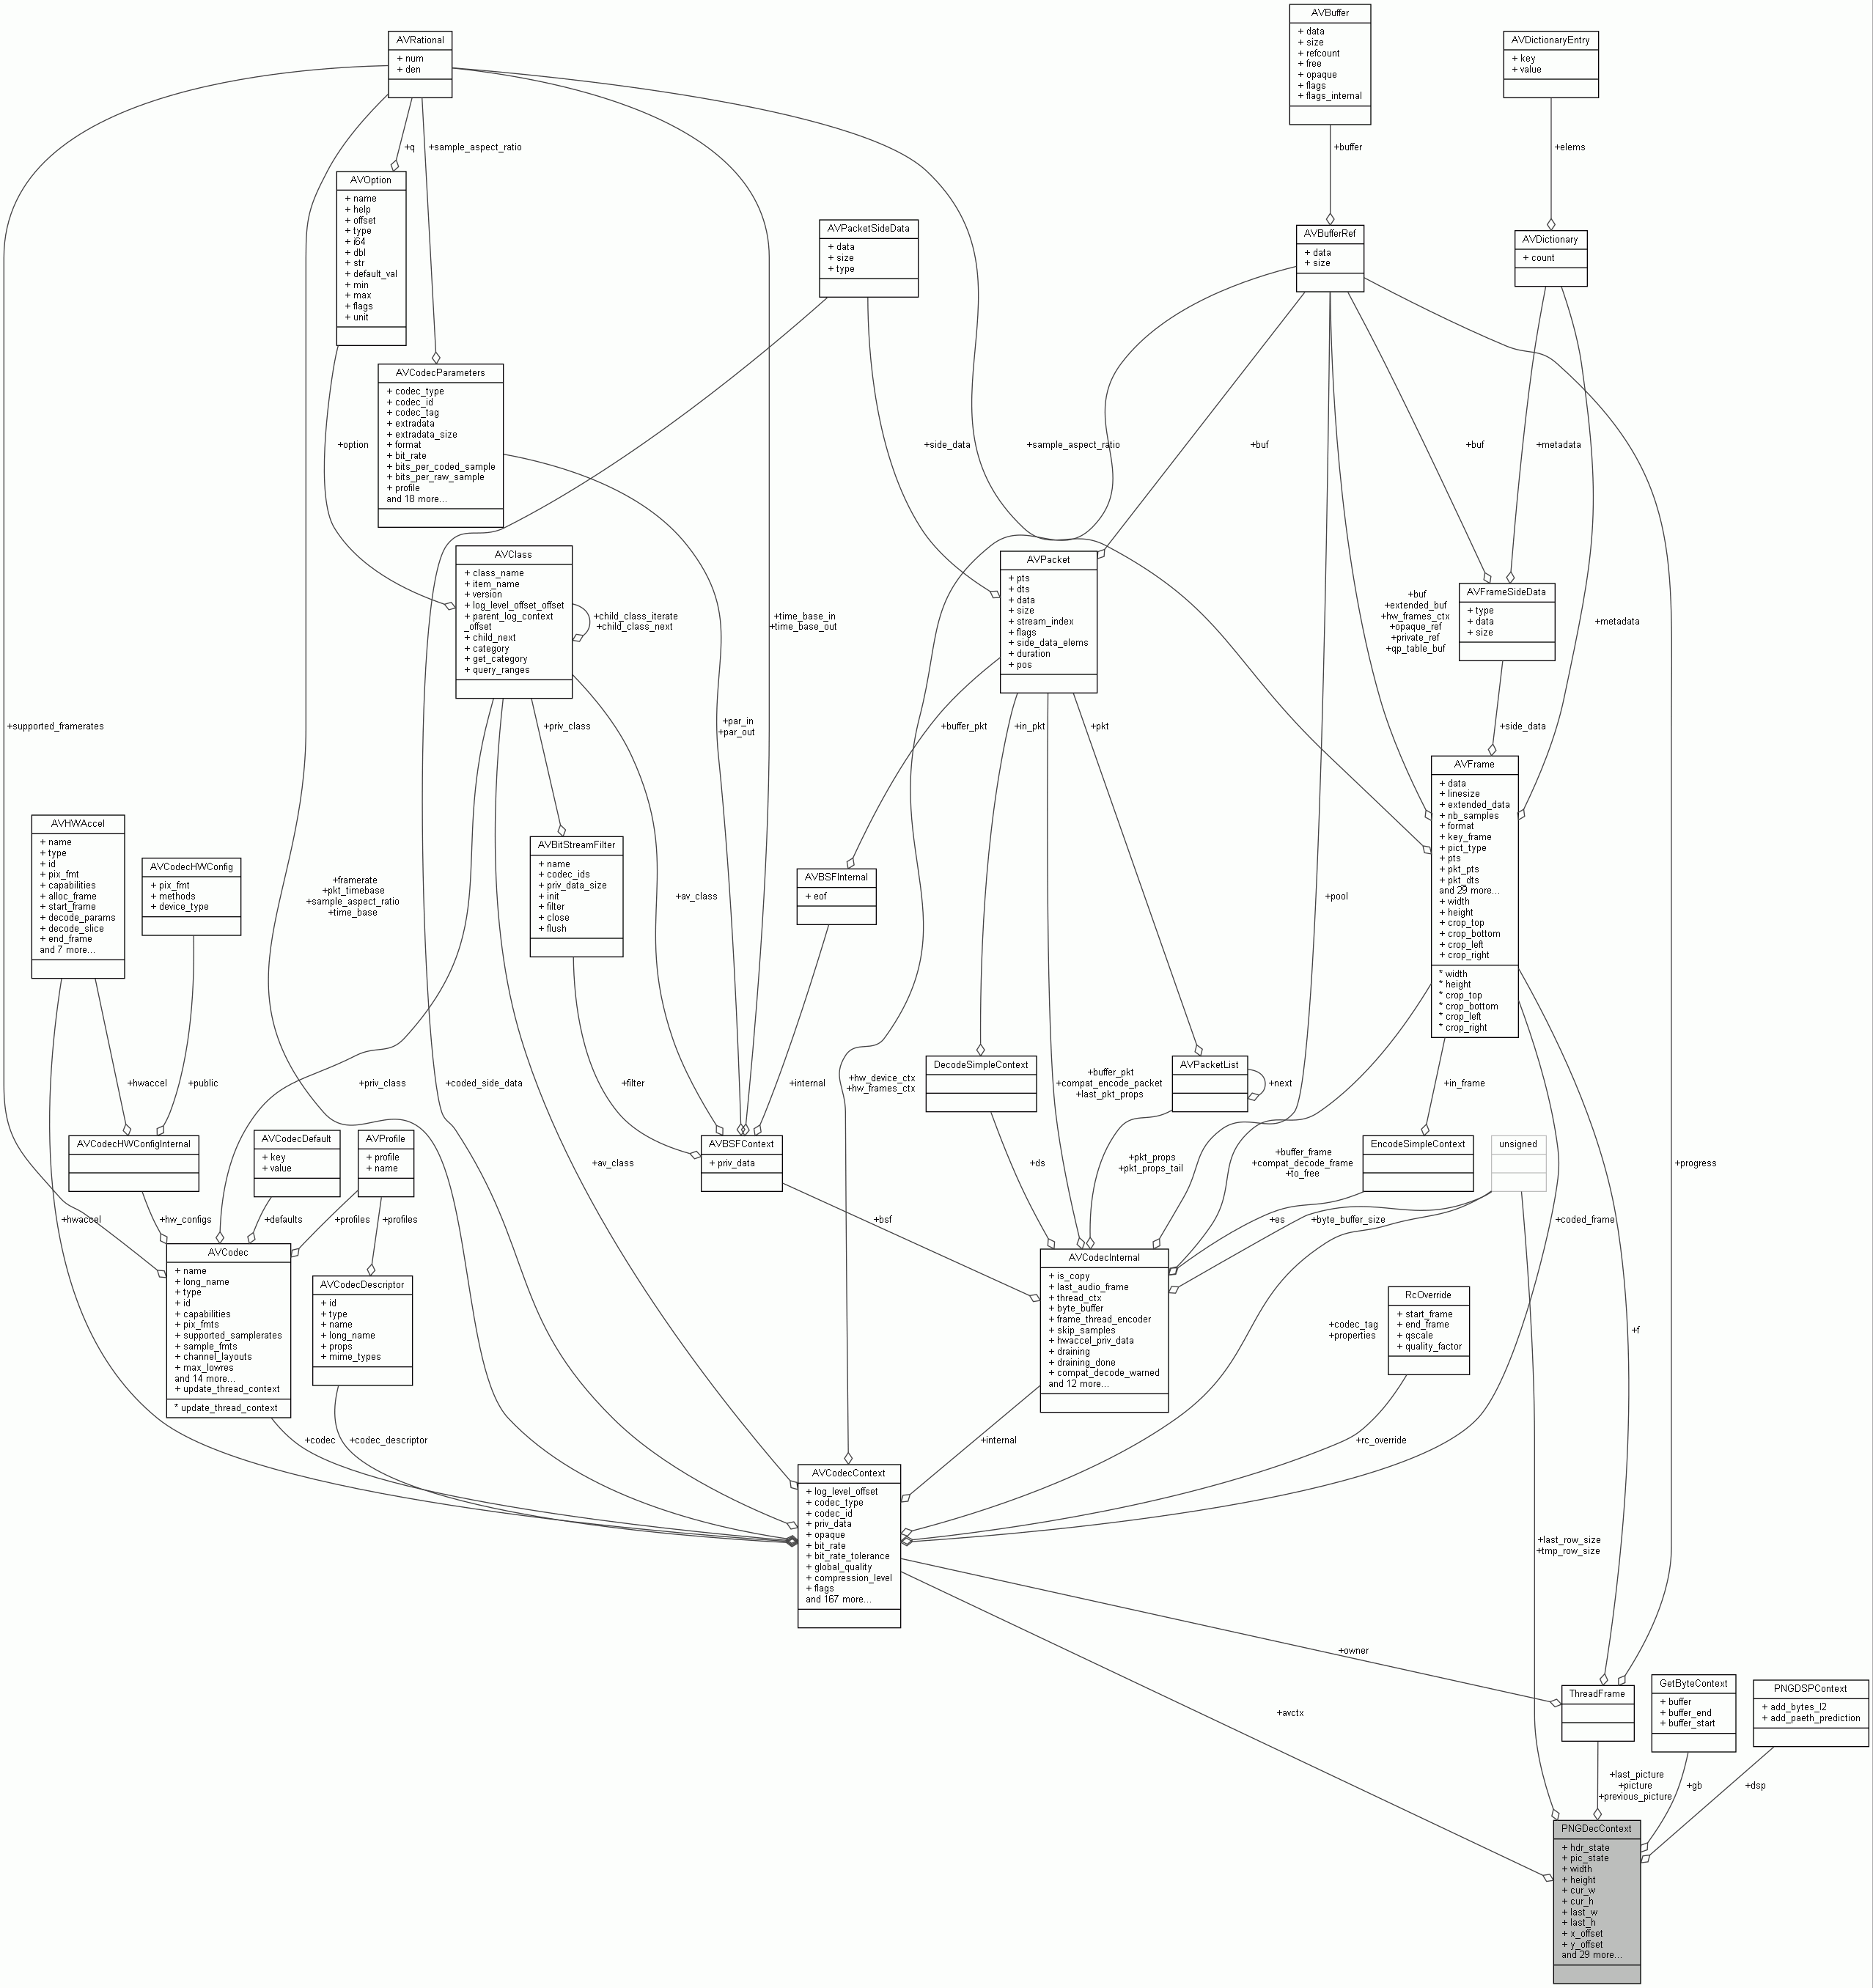 AVBuffer
+ data
+ size
+ refcount
+ free
+ opaque
+ flags
+ flags_internal
AVRational
+ num
+ den
AVDictionaryEntry
+ key
+ value
+q
+sample_aspect_ratio
+buffer
+elems
AVOption
+ name
+ help
+ offset
+ type
+ i64
+ dbl
+ str
+ default_val
+ min
+ max
+ flags
+ unit
AVPacketSideData
+ data
+ size
+ type
AVBufferRef
+ data
+ size
AVDictionary
+ count
AVCodecParameters
+ codec_type
+ codec_id
+ codec_tag
+ extradata
+ extradata_size
+ format
+ bit_rate
+ bits_per_coded_sample
+ bits_per_raw_sample
+ profile
and 18 more...
+option
+side_data
+sample_aspect_ratio
+buf
+buf
+metadata
AVClass
+ class_name
+ item_name
+ version
+ log_level_offset_offset
+ parent_log_context
_offset
+ child_next
+ category
+ get_category
+ query_ranges
+child_class_iterate
+child_class_next
+time_base_in
+time_base_out
AVPacket
+ pts
+ dts
+ data
+ size
+ stream_index
+ flags
+ side_data_elems
+ duration
+ pos
+buf
+extended_buf
+hw_frames_ctx
+opaque_ref
+private_ref
+qp_table_buf
AVFrameSideData
+ type
+ data
+ size
+metadata
+supported_framerates
+priv_class
+par_in
+par_out
+buffer_pkt
+in_pkt
+pkt
+side_data
AVFrame
+ data
+ linesize
+ extended_data
+ nb_samples
+ format
+ key_frame
+ pict_type
+ pts
+ pkt_pts
+ pkt_dts
and 29 more...
+ width
+ height
+ crop_top
+ crop_bottom
+ crop_left
+ crop_right
* width
* height
* crop_top
* crop_bottom
* crop_left
* crop_right
AVHWAccel
+ name
+ type
+ id
+ pix_fmt
+ capabilities
+ alloc_frame
+ start_frame
+ decode_params
+ decode_slice
+ end_frame
and 7 more...
AVCodecHWConfig
+ pix_fmt
+ methods
+ device_type
+framerate
+pkt_timebase
+sample_aspect_ratio
+time_base
AVBitStreamFilter
+ name
+ codec_ids
+ priv_data_size
+ init
+ filter
+ close
+ flush
+av_class
AVBSFInternal
+ eof
+pool
+hwaccel
+public
+priv_class
+coded_side_data
+filter
+internal
+hw_device_ctx
+hw_frames_ctx
DecodeSimpleContext
+buffer_pkt
+compat_encode_packet
+last_pkt_props
AVPacketList
+next
+in_frame
AVCodecHWConfigInternal
AVCodecDefault
+ key
+ value
AVProfile
+ profile
+ name
+av_class
AVBSFContext
+ priv_data
+ds
+pkt_props
+pkt_props_tail
+buffer_frame
+compat_decode_frame
+to_free
EncodeSimpleContext
unsigned
+progress
+hwaccel
+hw_configs
+defaults
+profiles
+profiles
+bsf
+es
+byte_buffer_size
+coded_frame
AVCodec
+ name
+ long_name
+ type
+ id
+ capabilities
+ pix_fmts
+ supported_samplerates
+ sample_fmts
+ channel_layouts
+ max_lowres
and 14 more...
+ update_thread_context
* update_thread_context
AVCodecDescriptor
+ id
+ type
+ name
+ long_name
+ props
+ mime_types
AVCodecInternal
+ is_copy
+ last_audio_frame
+ thread_ctx
+ byte_buffer
+ frame_thread_encoder
+ skip_samples
+ hwaccel_priv_data
+ draining
+ draining_done
+ compat_decode_warned
and 12 more...
+codec_tag
+properties
RcOverride
+ start_frame
+ end_frame
+ qscale
+ quality_factor
+f
+codec
+codec_descriptor
+internal
+rc_override
AVCodecContext
+ log_level_offset
+ codec_type
+ codec_id
+ priv_data
+ opaque
+ bit_rate
+ bit_rate_tolerance
+ global_quality
+ compression_level
+ flags
and 167 more...
+last_row_size
+tmp_row_size
+owner
ThreadFrame
GetByteContext
+ buffer
+ buffer_end
+ buffer_start
PNGDSPContext
+ add_bytes_l2
+ add_paeth_prediction
+avctx
+last_picture
+picture
+previous_picture
+gb
+dsp
PNGDecContext
+ hdr_state
+ pic_state
+ width
+ height
+ cur_w
+ cur_h
+ last_w
+ last_h
+ x_offset
+ y_offset
and 29 more...